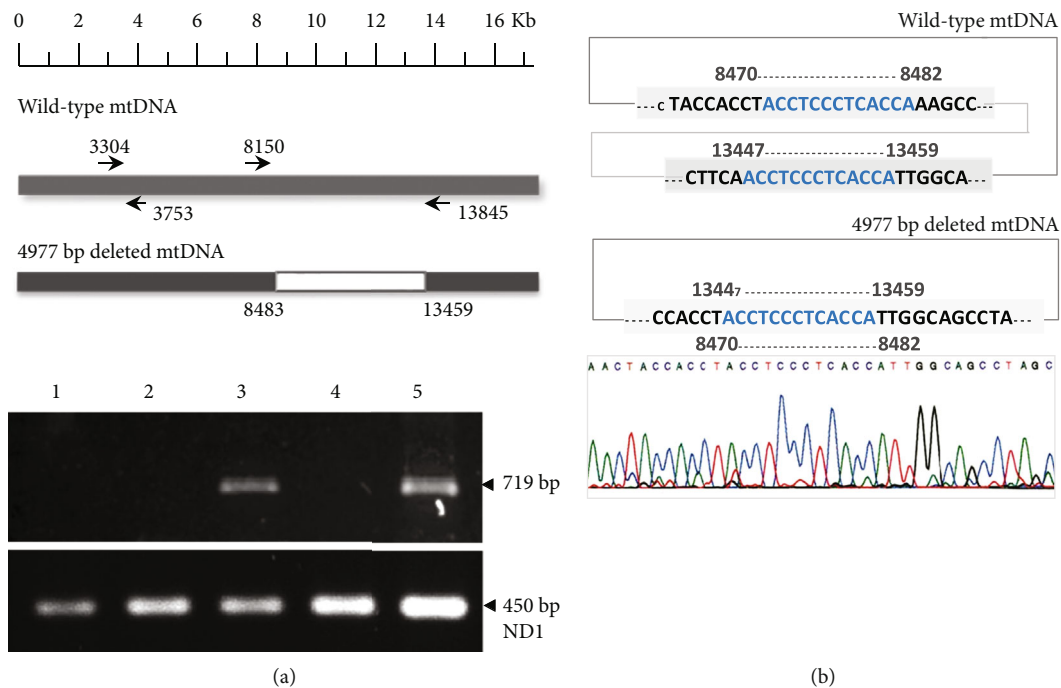 0 2 4 6 8 10 12 14 16 Kb
Wild-type mtDNA
3304 8150
3753 13845
4977 bp deleted mtDNA
8483 13459
1 2 3 4 5
719 bp
450 bp
ND1
(a)
Wild-type mtDNA
8470---------------------8482
----c TACCACCTACCTCCCTCACCAAAGCC---
13447------------------13459
----CTTCAACCTCCCTCACCATTGGCA----
4977 bp deleted mtDNA
13447------------------13459
----CCACCTACCTCCCTCACCATTGGCAGCCTA---
8470---------------------8482
A A C T A C C A C C T A C C T C C C T C A C C A T T G G C A G C C T A G C
(b)